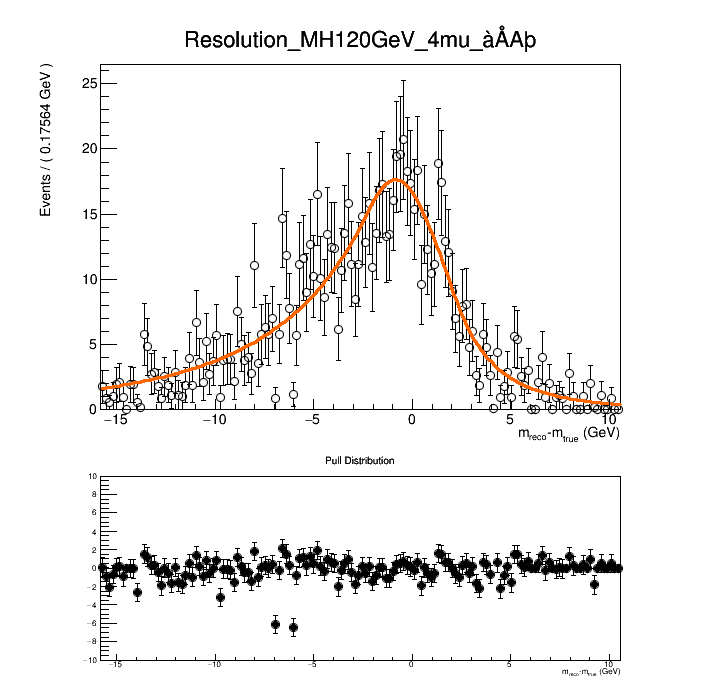 Resolution_MH120GeV_4mu_àÅAþ
Events / ( 0.17564 GeV )
25
20
15
10
5
0
−15 −10 −5 0 5 10
m_reco-m_true (GeV)
Pull Distribution
10
8
6
4
2
0
−2
−4
−6
−8
−10
−15 −10 −5 0 5 10
m_reco-m_true (GeV)